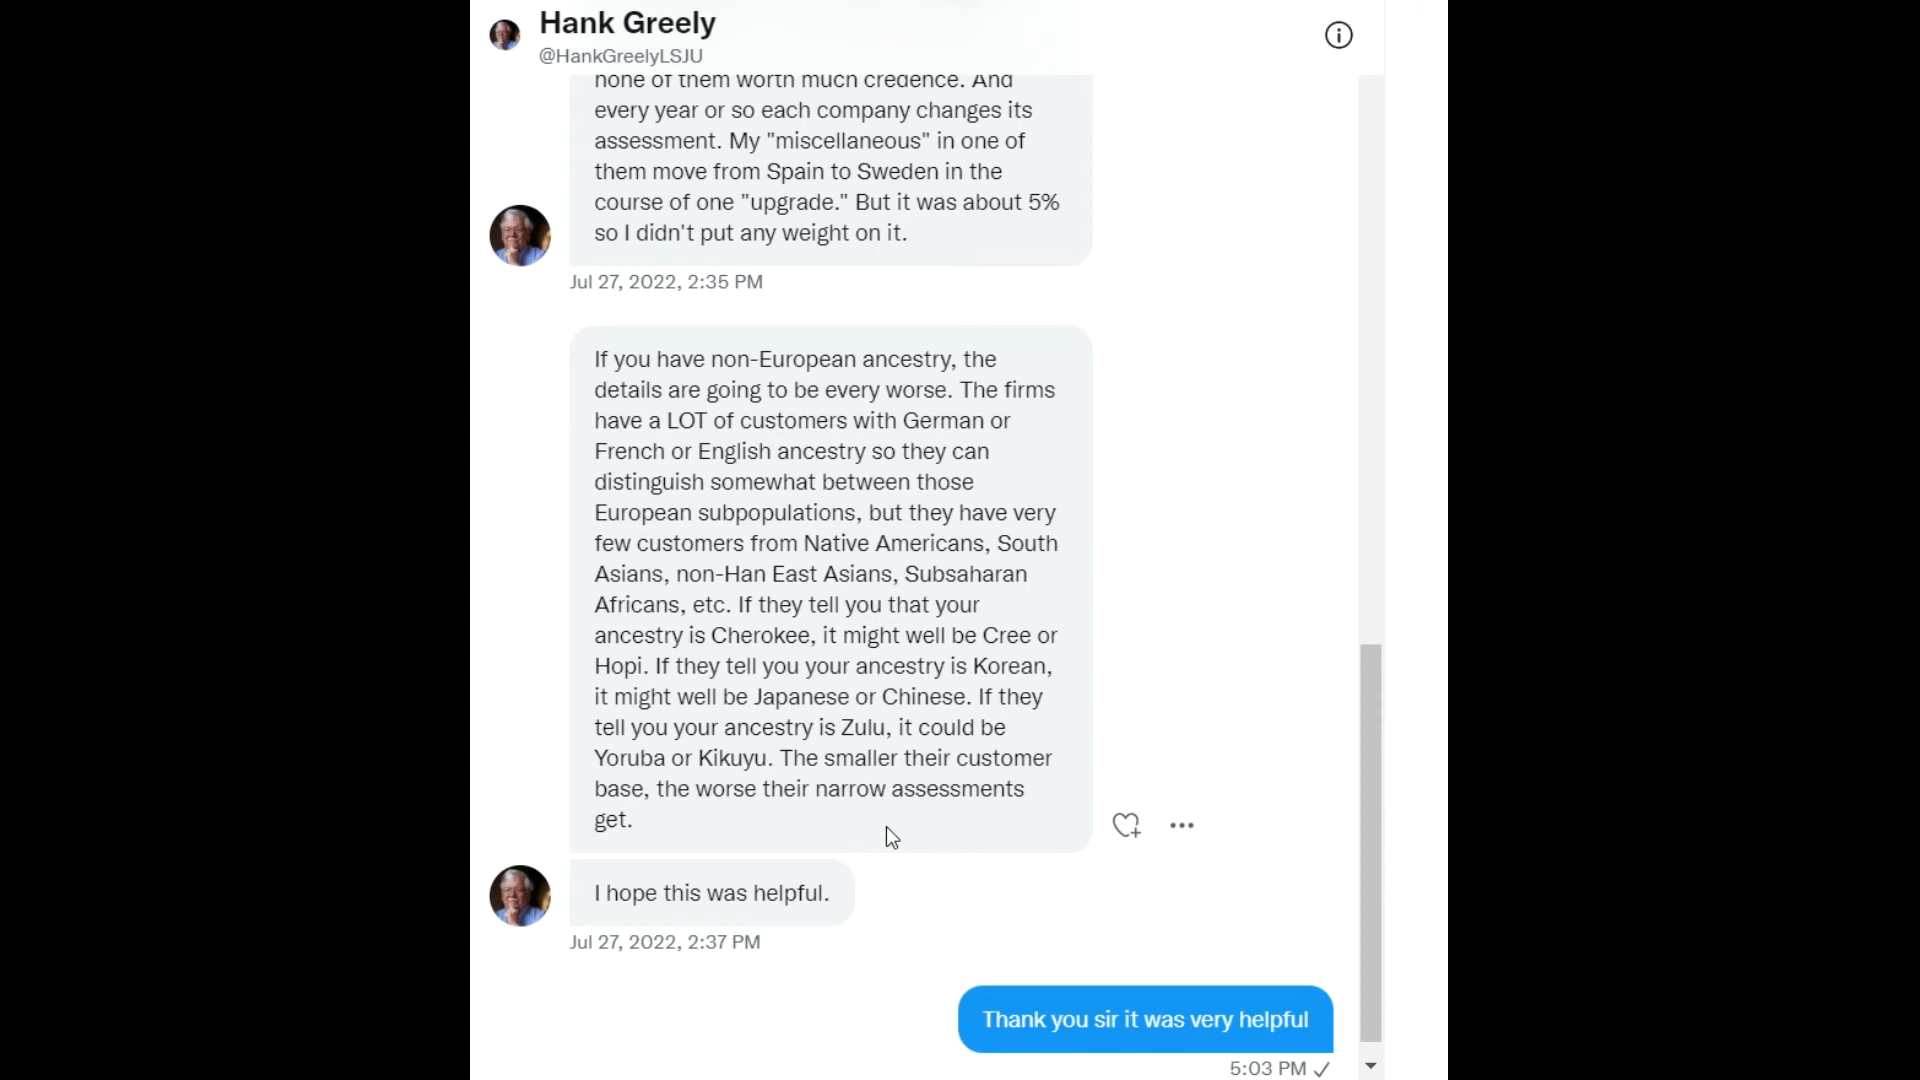 Hank Greely
@HankGreelyLSJU
none of them worth much credence. And
every year or so each company changes its
assessment. My "miscellaneous" in one of
them move from Spain to Sweden in the
course of one "upgrade." But it was about 5%
so I didn't put any weight on it.
Jul 27, 2022, 2:35 PM
If you have non-European ancestry, the
details are going to be every worse. The firms
have a LOT of customers with German or
French or English ancestry so they can
distinguish somewhat between those
European subpopulations, but they have very
few customers from Native Americans, South
Asians, non-Han East Asians, Subsaharan
Africans, etc. If they tell you that your
ancestry is Cherokee, it might well be Cree or
Hopi. If they tell you your ancestry is Korean,
it might well be Japanese or Chinese. If they
tell you your ancestry is Zulu, it could be
Yoruba or Kikuyu. The smaller their customer
base, the worse their narrow assessments
get.
I hope this was helpful.
Jul 27, 2022, 2:37 PM
Thank you sir it was very helpful
5:03 PM